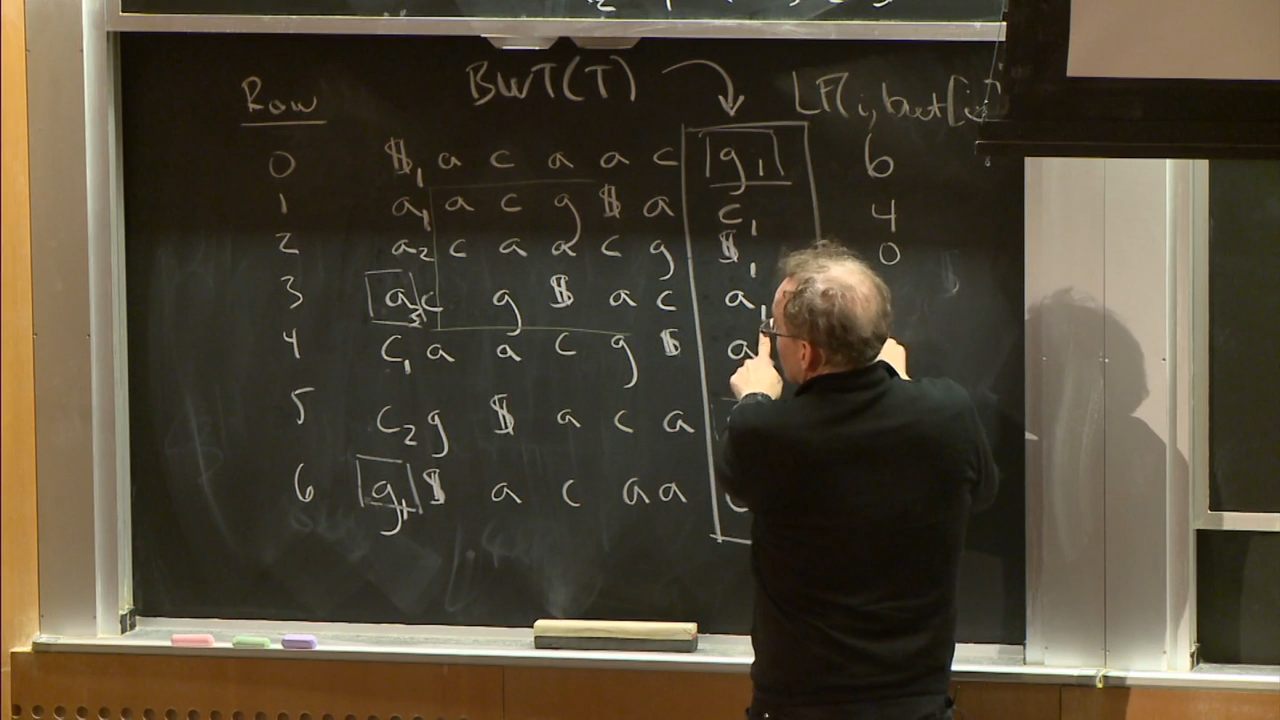 BWT(T)
Row LF(i, bwt[i])
0 $₁ a c a a c g₁ 6
1 a₁ a c g $ a c₁ 4
2 a₂ c a a c g $₁ 0
3 a₃ c g $ a c a₁
4 c₁ a a c g $ a
5 c₂ g $ a c a
6 g₁ $ a c a a